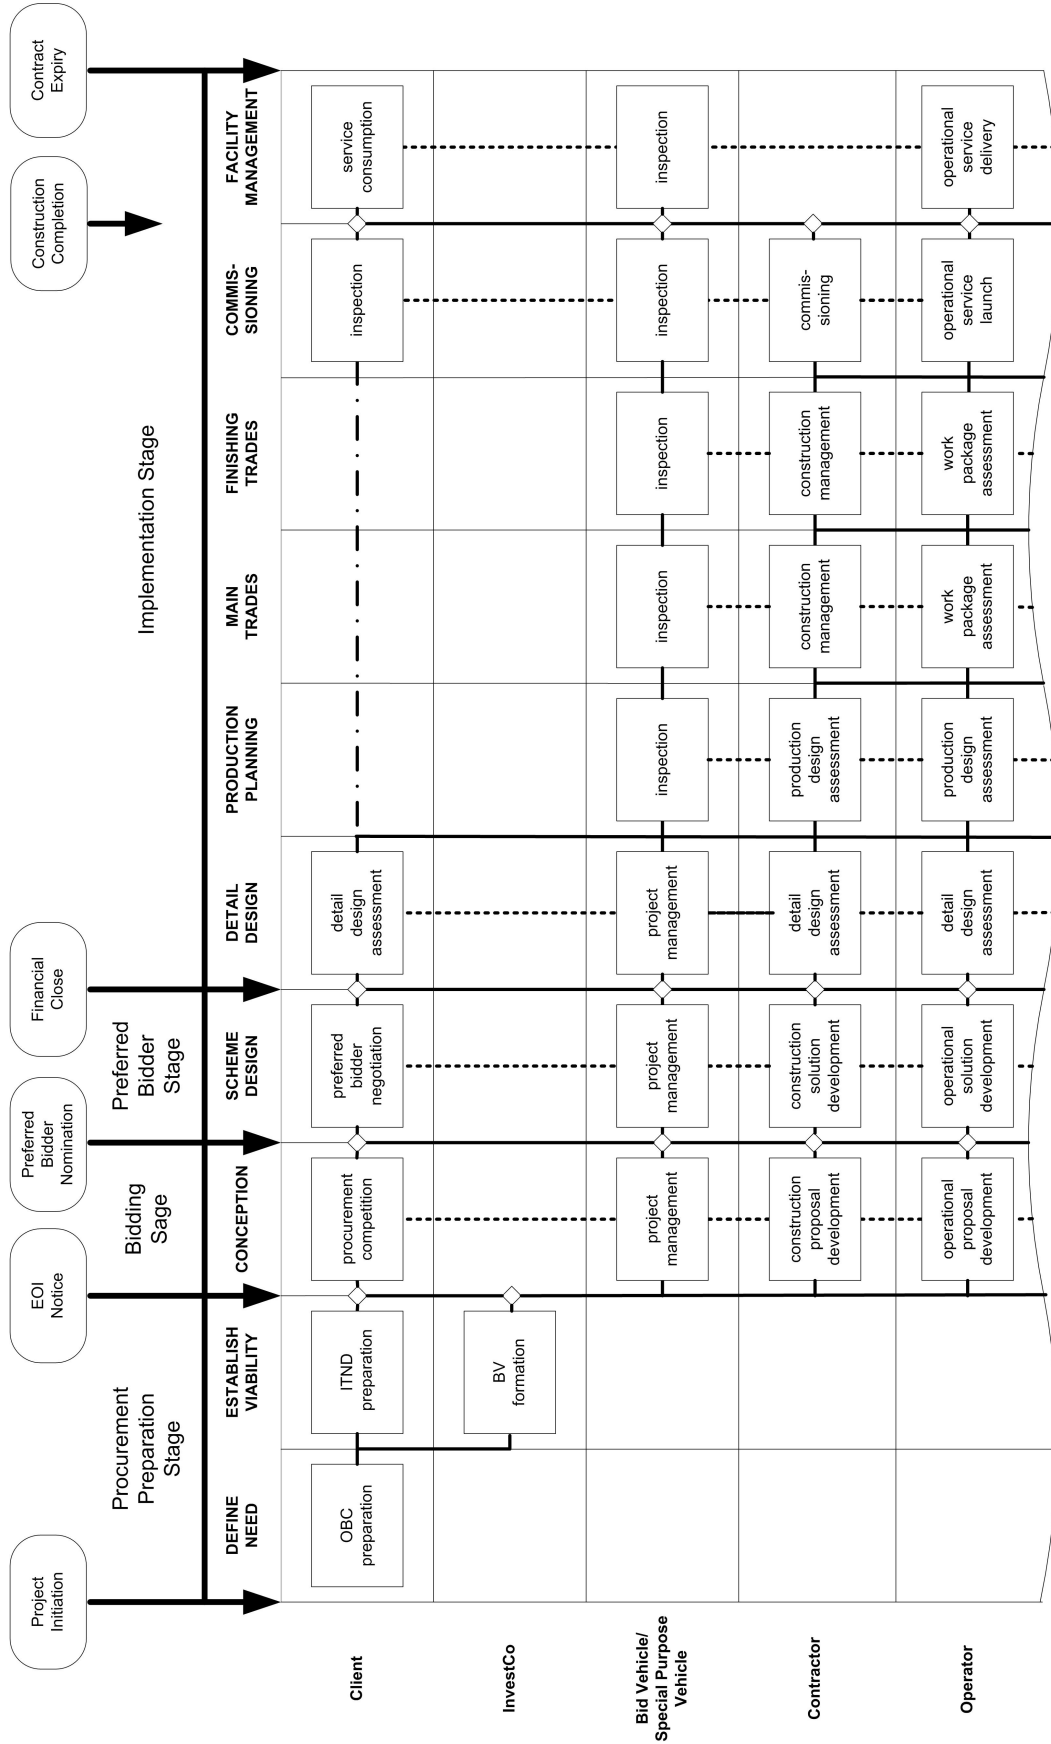 Project
Initiation
EOI
Notice
Preferred
Bidder
Nomination
Financial
Close
Construction
Completion
Contract
Expiry
Procurement
Preparation
Stage
Bidding
Sage
Preferred
Bidder
Stage
Implementation Stage
DEFINE
NEED
ESTABLISH
VIABILITY
CONCEPTION
SCHEME
DESIGN
DETAIL
DESIGN
PRODUCTION
PLANNING
MAIN
TRADES
FINISHING
TRADES
COMMIS-
SIONING
FACILITY
MANAGEMENT
Client
OBC
preparation
ITND
preparation
procurement
competition
preferred
bidder
negotiation
detail
design
assessment
inspection
service
consumption
InvestCo
BV
formation
Bid Vehicle/
Special Purpose
Vehicle
project
management
project
management
project
management
inspection
inspection
inspection
inspection
inspection
Contractor
construction
proposal
development
construction
solution
development
detail
design
assessment
production
design
assessment
construction
management
construction
management
commis-
sioning
Operator
operational
proposal
development
operational
solution
development
detail
design
assessment
production
design
assessment
work
package
assessment
work
package
assessment
operational
service
launch
operational
service
delivery